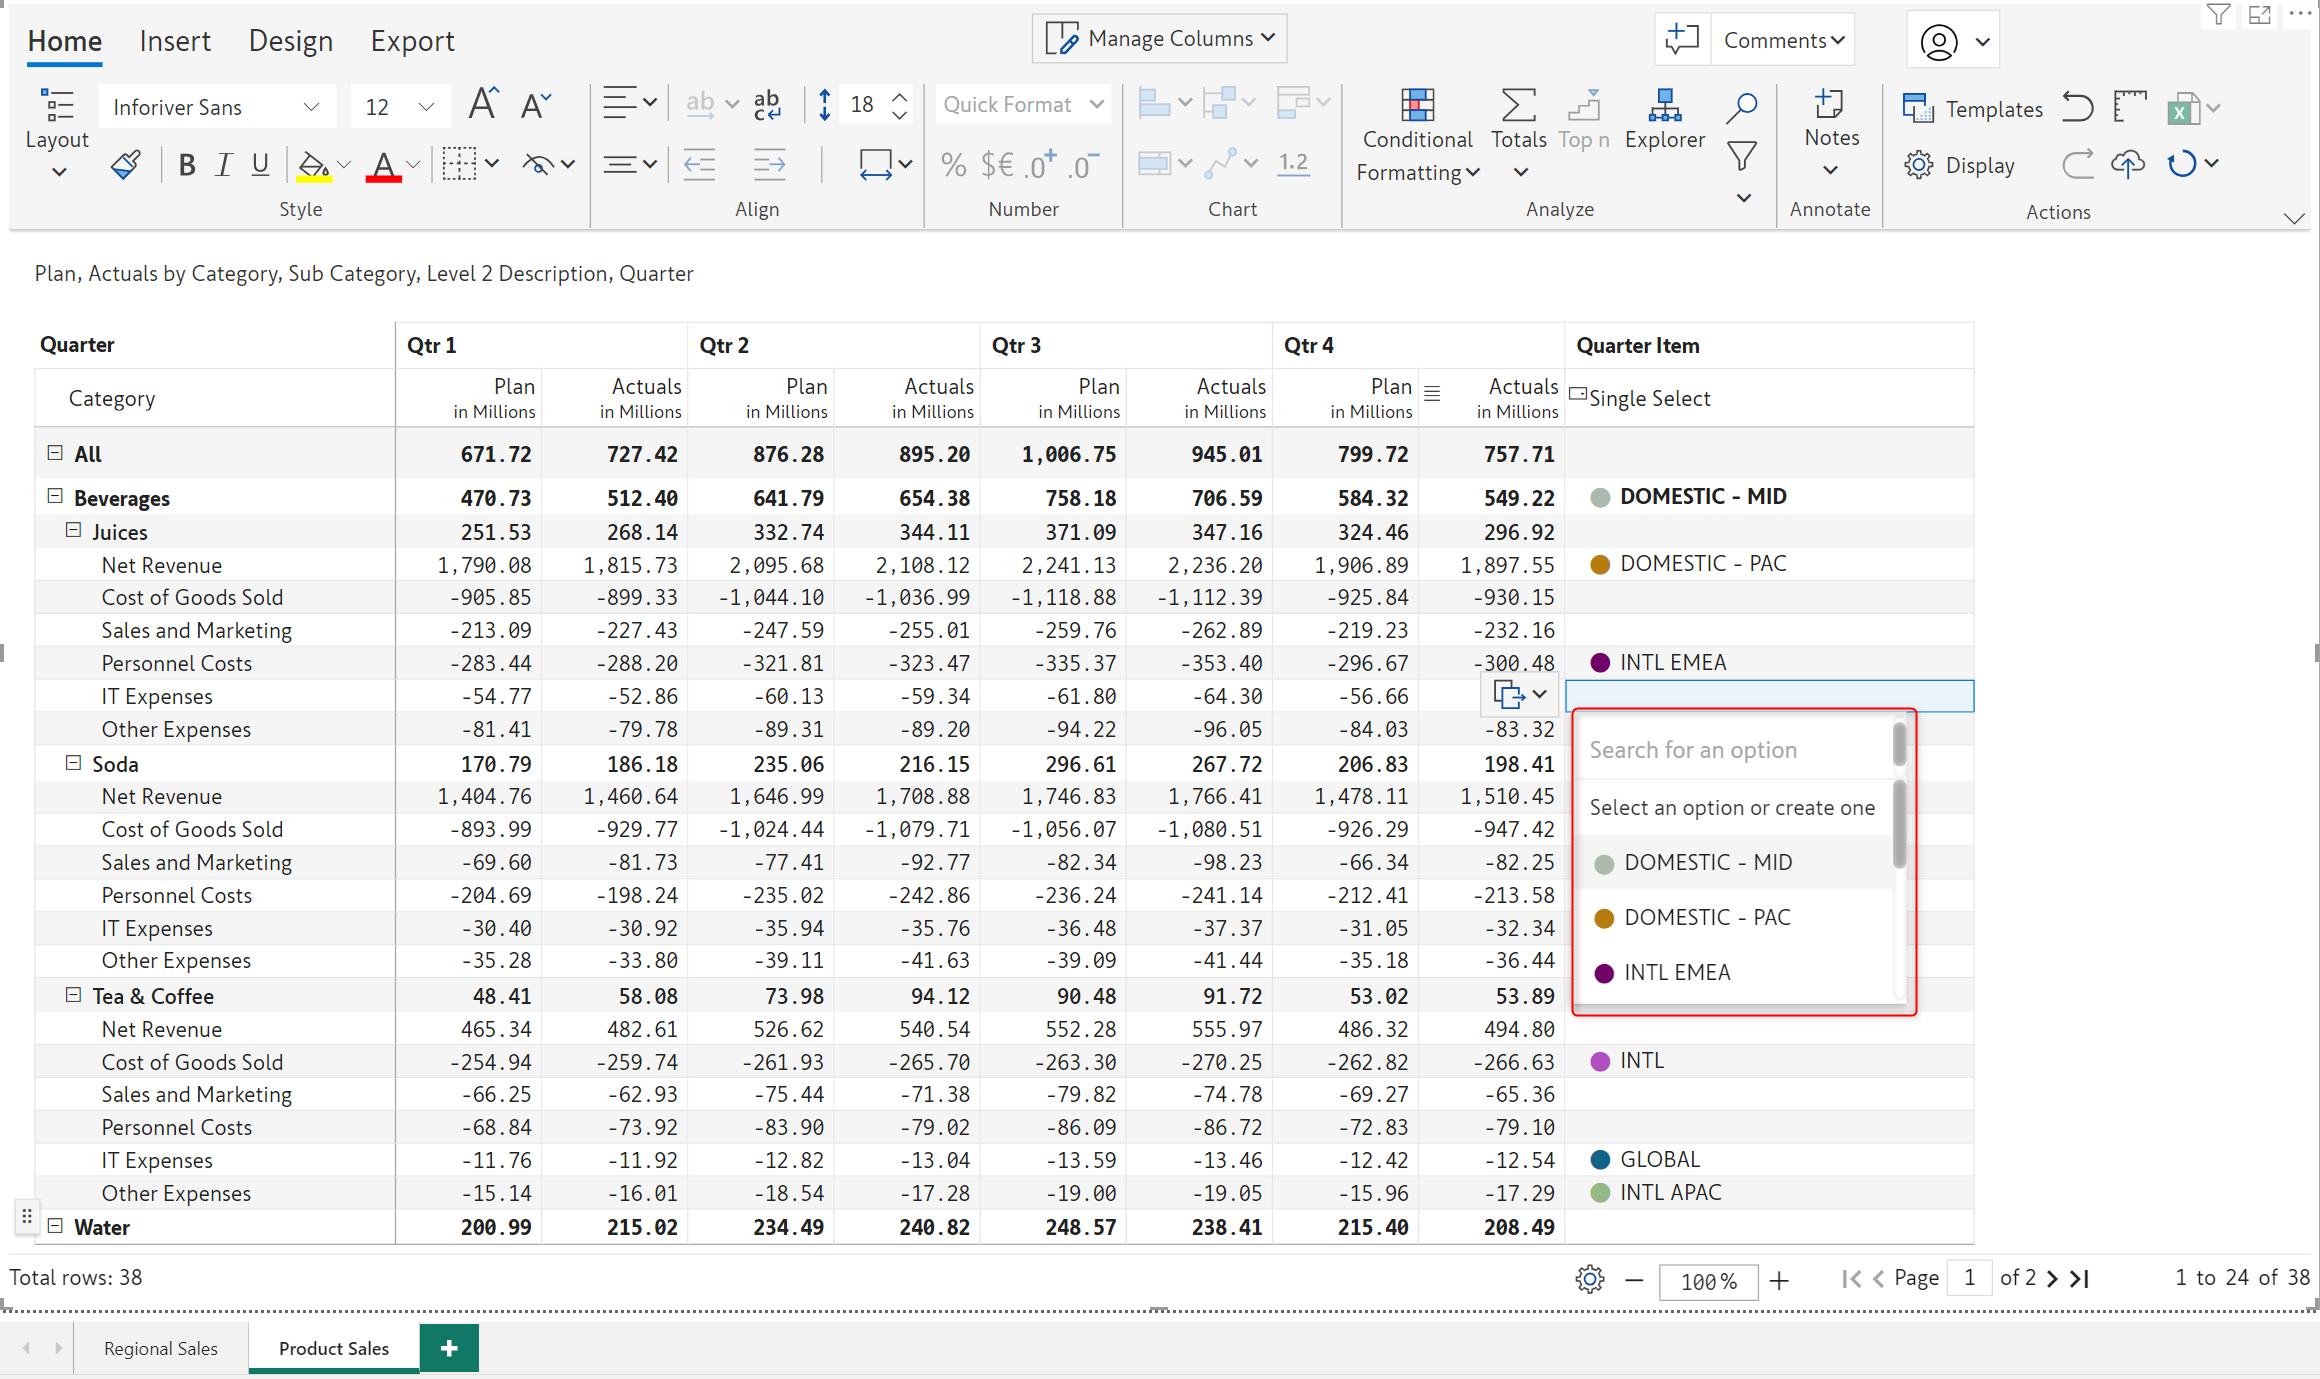 Home Insert Design Export Manage Columns Comments
Layout Inforiver Sans 12 A A ab ab c 18 Quick Format Conditional Formatting Totals Top n Explorer Notes Templates
B I U A % $€ .0+ .0- 1.2 Display
Style Align Number Chart Analyze Annotate Actions
Plan, Actuals by Category, Sub Category, Level 2 Description, Quarter
Quarter Qtr 1 Qtr 2 Qtr 3 Qtr 4 Quarter Item
Category Plan Actuals Plan Actuals Plan Actuals Plan Actuals Single Select
in Millions in Millions in Millions in Millions in Millions in Millions in Millions in Millions
All 671.72 727.42 876.28 895.20 1,006.75 945.01 799.72 757.71
Beverages 470.73 512.40 641.79 654.38 758.18 706.59 584.32 549.22 DOMESTIC - MID
Juices 251.53 268.14 332.74 344.11 371.09 347.16 324.46 296.92
Net Revenue 1,790.08 1,815.73 2,095.68 2,108.12 2,241.13 2,236.20 1,906.89 1,897.55 DOMESTIC - PAC
Cost of Goods Sold -905.85 -899.33 -1,044.10 -1,036.99 -1,118.88 -1,112.39 -925.84 -930.15
Sales and Marketing -213.09 -227.43 -247.59 -255.01 -259.76 -262.89 -219.23 -232.16
Personnel Costs -283.44 -288.20 -321.81 -323.47 -335.37 -353.40 -296.67 -300.48 INTL EMEA
IT Expenses -54.77 -52.86 -60.13 -59.34 -61.80 -64.30 -56.66
Other Expenses -81.41 -79.78 -89.31 -89.20 -94.22 -96.05 -84.03 -83.32
Search for an option
Soda 170.79 186.18 235.06 216.15 296.61 267.72 206.83 198.41
Net Revenue 1,404.76 1,460.64 1,646.99 1,708.88 1,746.83 1,766.41 1,478.11 1,510.45
Select an option or create one
Cost of Goods Sold -893.99 -929.77 -1,024.44 -1,079.71 -1,056.07 -1,080.51 -926.29 -947.42
Sales and Marketing -69.60 -81.73 -77.41 -92.77 -82.34 -98.23 -66.34 -82.25 DOMESTIC - MID
Personnel Costs -204.69 -198.24 -235.02 -242.86 -236.24 -241.14 -212.41 -213.58
DOMESTIC - PAC
IT Expenses -30.40 -30.92 -35.94 -35.76 -36.48 -37.37 -31.05 -32.34
Other Expenses -35.28 -33.80 -39.11 -41.63 -39.09 -41.44 -35.18 -36.44
INTL EMEA
Tea & Coffee 48.41 58.08 73.98 94.12 90.48 91.72 53.02 53.89
Net Revenue 465.34 482.61 526.62 540.54 552.28 555.97 486.32 494.80
Cost of Goods Sold -254.94 -259.74 -261.93 -265.70 -263.30 -270.25 -262.82 -266.63 INTL
Sales and Marketing -66.25 -62.93 -75.44 -71.38 -79.82 -74.78 -69.27 -65.36
Personnel Costs -68.84 -73.92 -83.90 -79.02 -86.09 -86.72 -72.83 -79.10
IT Expenses -11.76 -11.92 -12.82 -13.04 -13.59 -13.46 -12.42 -12.54 GLOBAL
Other Expenses -15.14 -16.01 -18.54 -17.28 -19.00 -19.05 -15.96 -17.29 INTL APAC
Water 200.99 215.02 234.49 240.82 248.57 238.41 215.40 208.49
Total rows: 38 100% Page 1 of 2 1 to 24 of 38
Regional Sales Product Sales